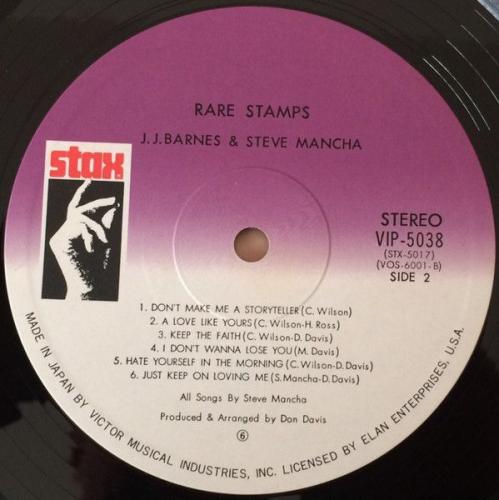 RARE STAMPS
J.J.BARNES & STEVE MANCHA
stax
STEREO
VIP-5038
(STX-5017)
(VOS-6001-B)
SIDE 2
1. DON'T MAKE ME A STORYTELLER (C. Wilson)
2. A LOVE LIKE YOURS (C. Wilson-H. Ross)
3. KEEP THE FAITH (C. Wilson-D. Davis)
4. I DON'T WANNA LOSE YOU (M. Davis)
5. HATE YOURSELF IN THE MORNING (C. Wilson-D. Davis)
6. JUST KEEP ON LOVING ME (S. Mancha-D. Davis)
All Songs By Steve Mancha
Produced & Arranged by Don Davis
6
MADE IN JAPAN BY VICTOR MUSICAL INDUSTRIES, INC. LICENSED BY ELAN ENTERPRISES, U.S.A.